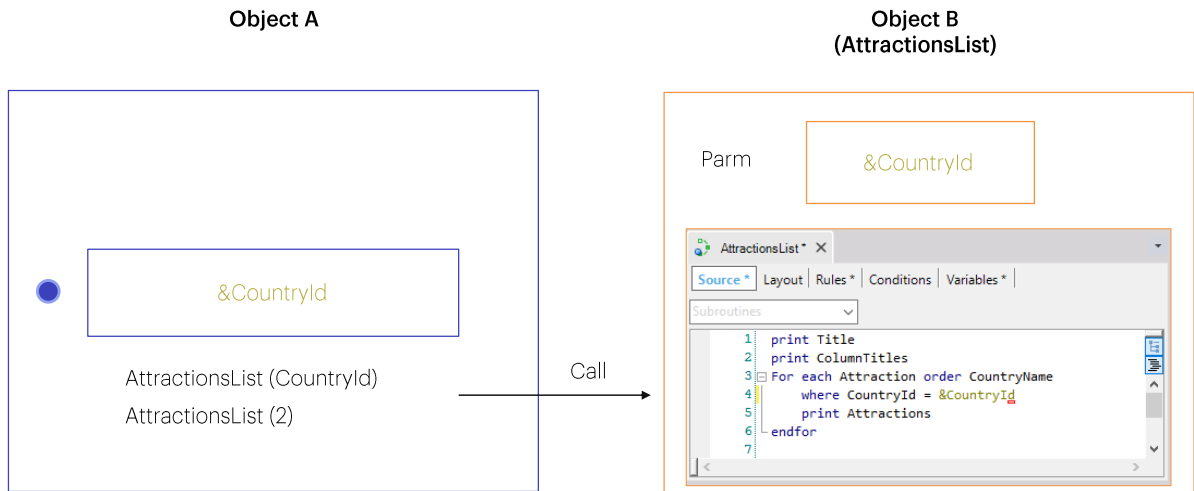 Object A
Object B
(AttractionsList)
&CountryId
AttractionsList (CountryId)
AttractionsList (2)
Call
Parm
&CountryId
AttractionsList *
Source * Layout Rules * Conditions Variables *
Subroutines
1 print Title
2 print ColumnTitles
3 For each Attraction order CountryName
4 where CountryId = &CountryId
5 print Attractions
6 endfor
7